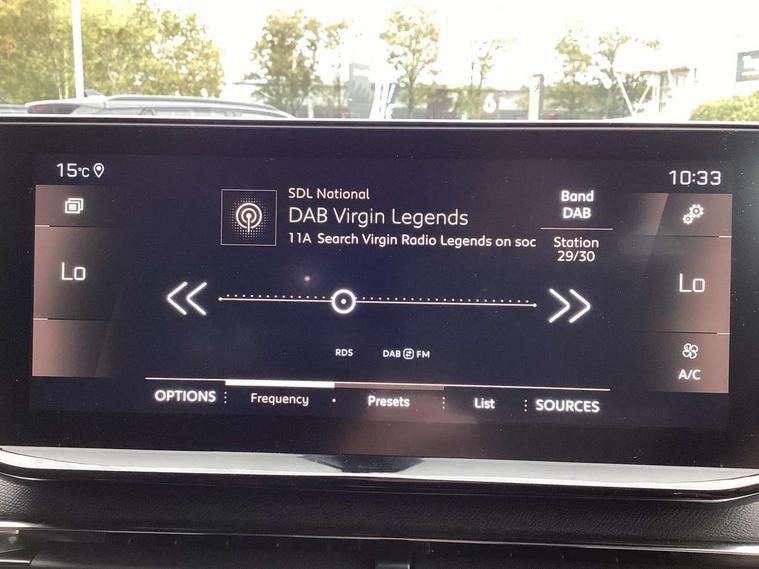 15°C
10:33
SDL National
DAB Virgin Legends
11A Search Virgin Radio Legends on soc
Band
DAB
Station
29/30
Lo
Lo
RDS
DAB FM
A/C
OPTIONS
Frequency
Presets
List
SOURCES